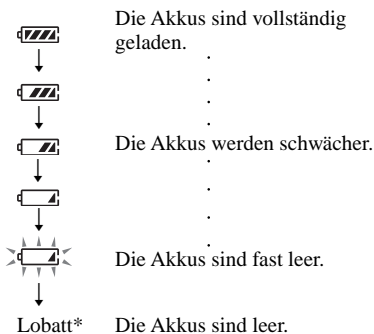 Die Akkus sind vollständig
geladen.
Die Akkus werden schwächer.
Die Akkus sind fast leer.
Lobatt* Die Akkus sind leer.